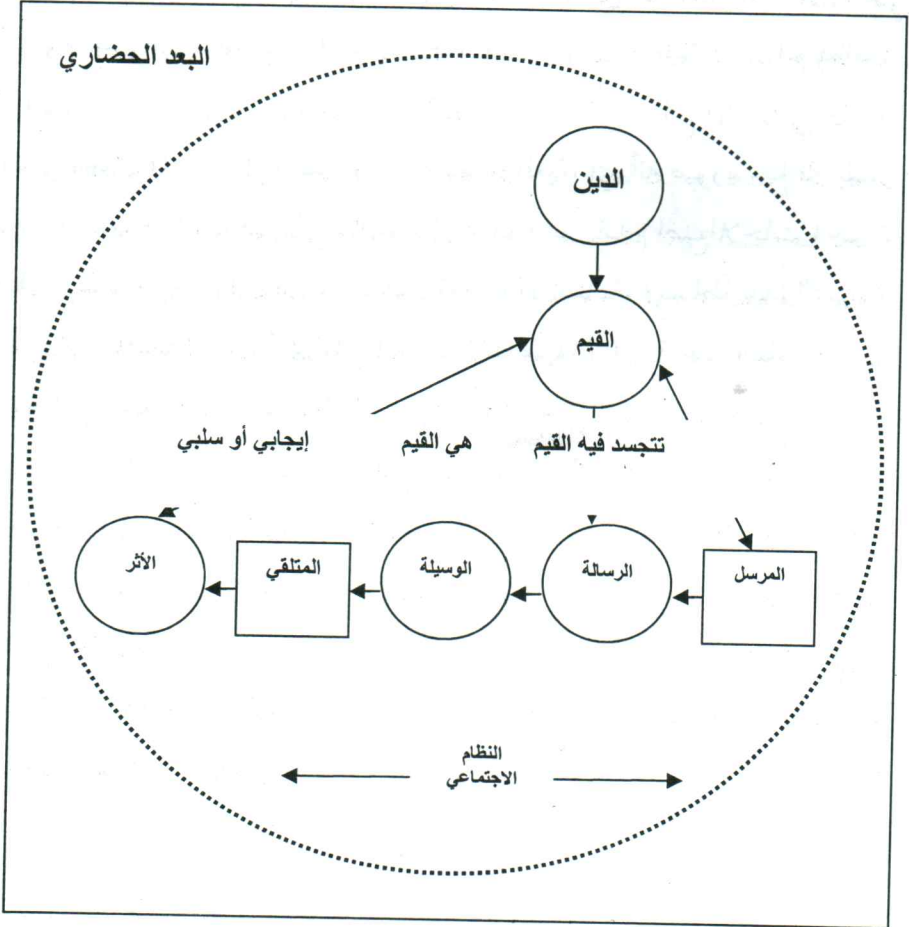 البعد الحضاري
الدين
القيم
تتجسد فيه القيم
هي القيم
إيجابي أو سلبي
المرسل
الرسالة
الوسيلة
المتلقي
الأثر
النظام
الاجتماعي